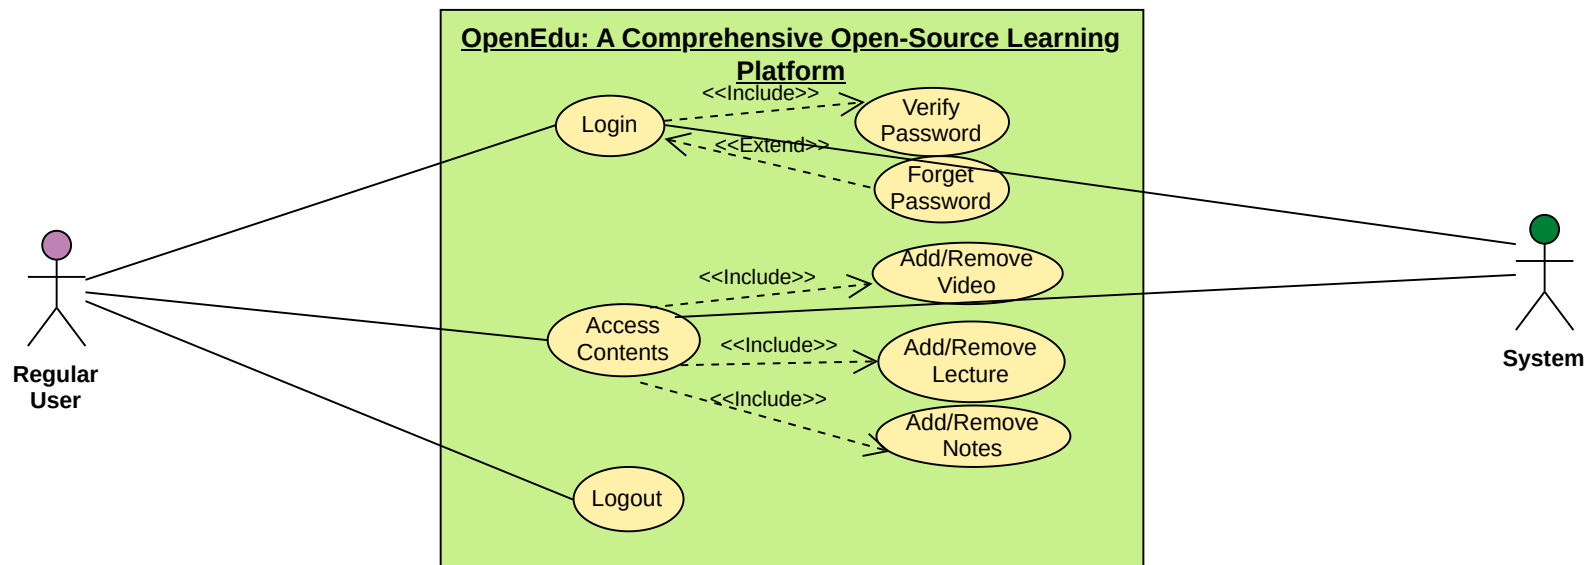 OpenEdu: A Comprehensive Open-Source Learning
Platform
<<Include>>
Login
Verify
Password
<<Extend>>
Forget
Password
Add/Remove
Video
<<Include>>
Access
Contents
<<Include>>
Add/Remove
Lecture
<<Include>>
Add/Remove
Notes
Logout
Regular
User
System